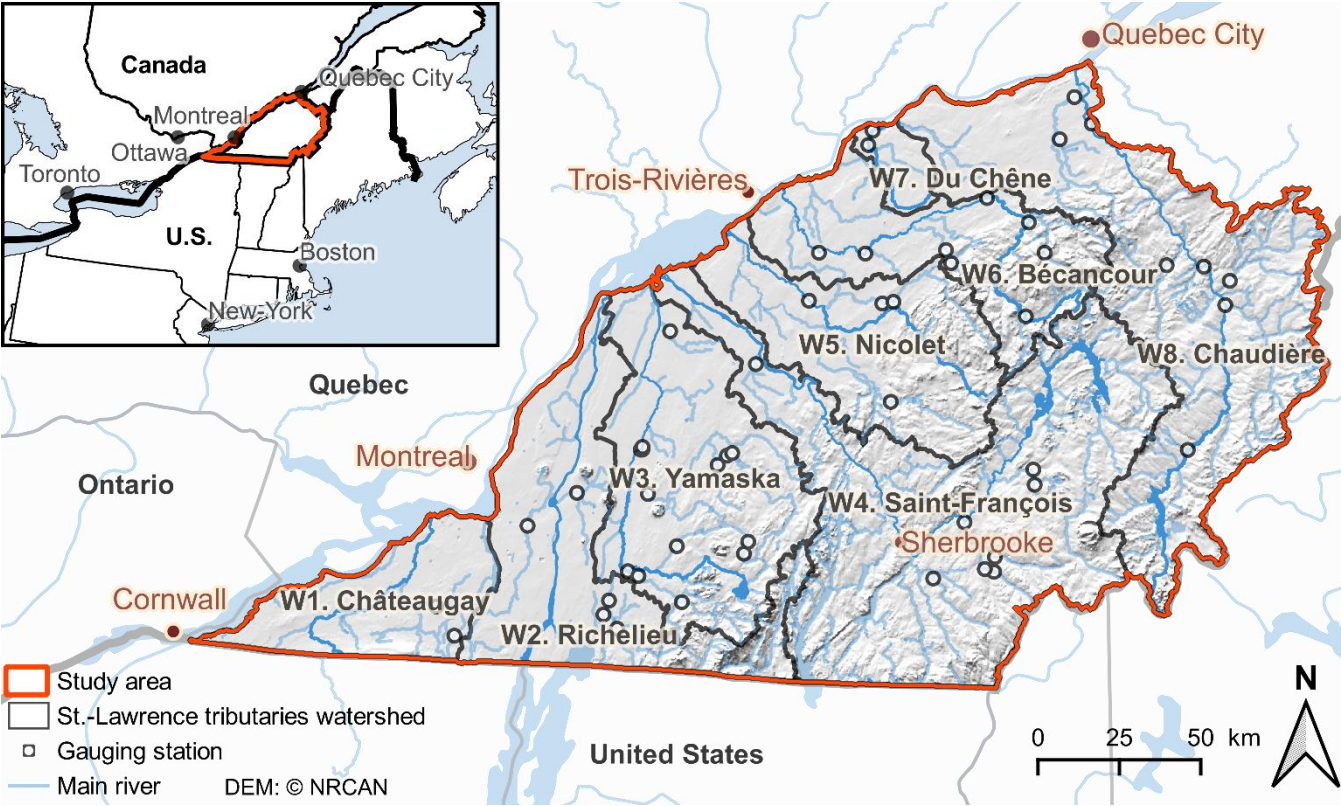 Canada
Quebec City
Montreal
Ottawa
Toronto
U.S.
Boston
New-York
Quebec City
Trois-Rivières
W7. Du Chêne
W6. Bécancour
W5. Nicolet
W8. Chaudière
Quebec
Montreal
Ontario
W3. Yamaska
W4. Saint-François
Sherbrooke
Cornwall
W1. Châteaugay
W2. Richelieu
Study area
St.-Lawrence tributaries watershed
Gauging station
Main river
DEM: © NRCAN
United States
0 25 50 km
N